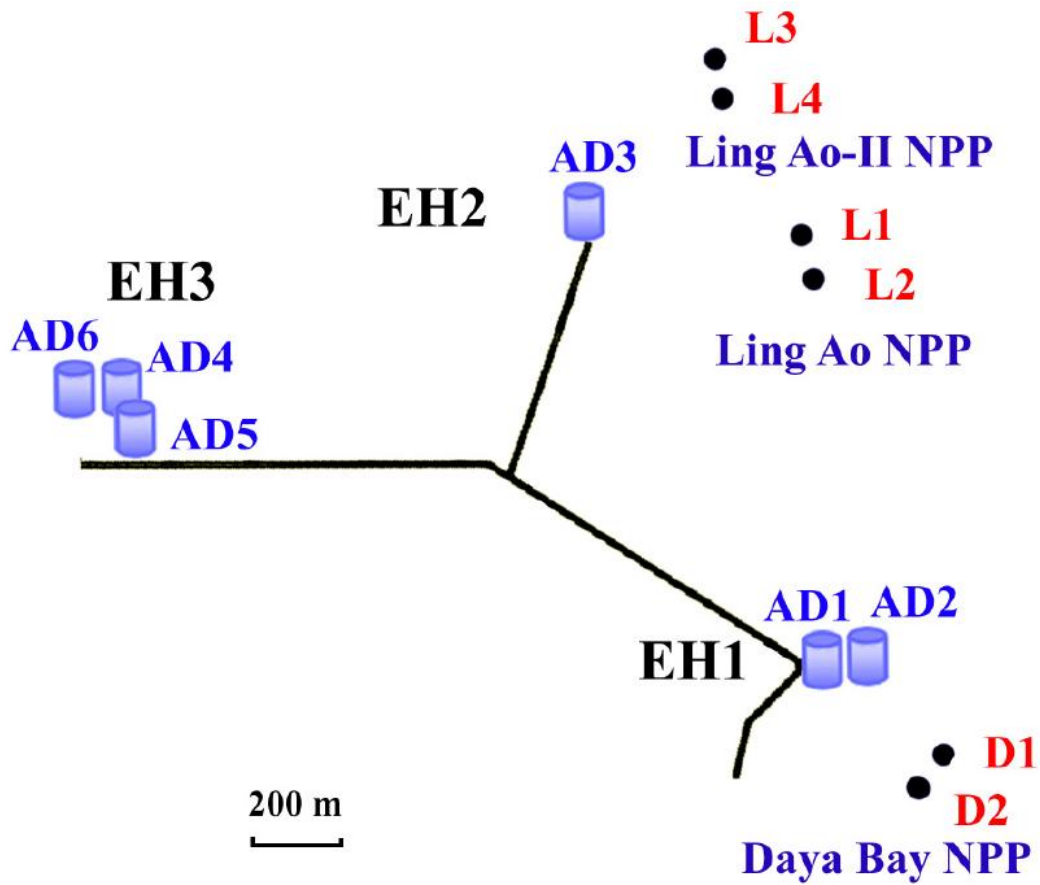 L3
L4
Ling Ao-II NPP
AD3
EH2
L1
L2
EH3
Ling Ao NPP
AD6
AD4
AD5
AD1
AD2
EH1
D1
D2
200 m
Daya Bay NPP